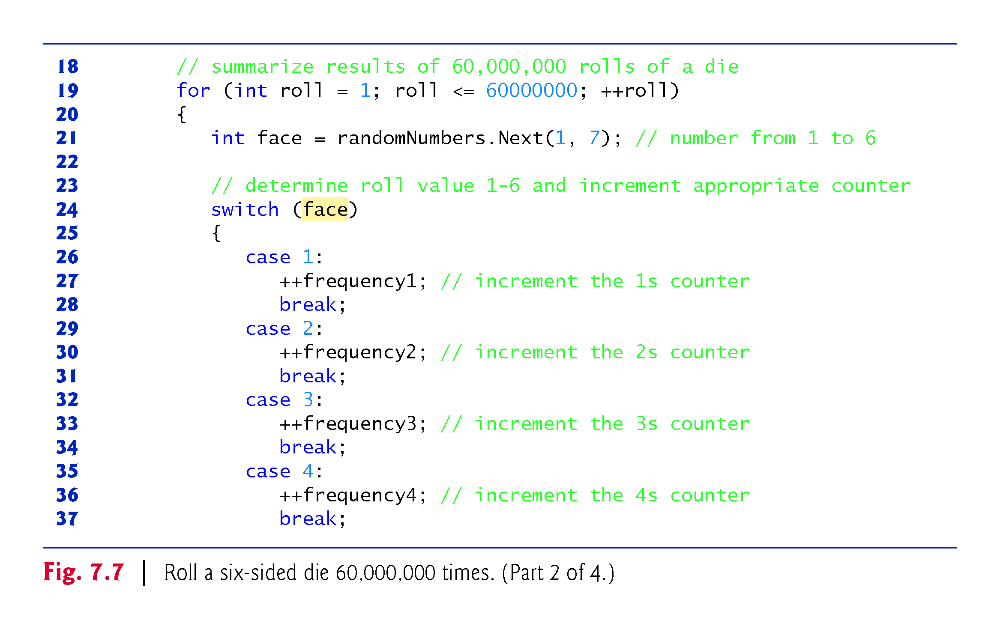 18 // summarize results of 60,000,000 rolls of a die
19 for (int roll = 1; roll <= 60000000; ++roll)
20 {
21 int face = randomNumbers.Next(1, 7); // number from 1 to 6
22
23 // determine roll value 1-6 and increment appropriate counter
24 switch (face)
25 {
26 case 1:
27 ++frequency1; // increment the 1s counter
28 break;
29 case 2:
30 ++frequency2; // increment the 2s counter
31 break;
32 case 3:
33 ++frequency3; // increment the 3s counter
34 break;
35 case 4:
36 ++frequency4; // increment the 4s counter
37 break;
Fig. 7.7 | Roll a six-sided die 60,000,000 times. (Part 2 of 4.)